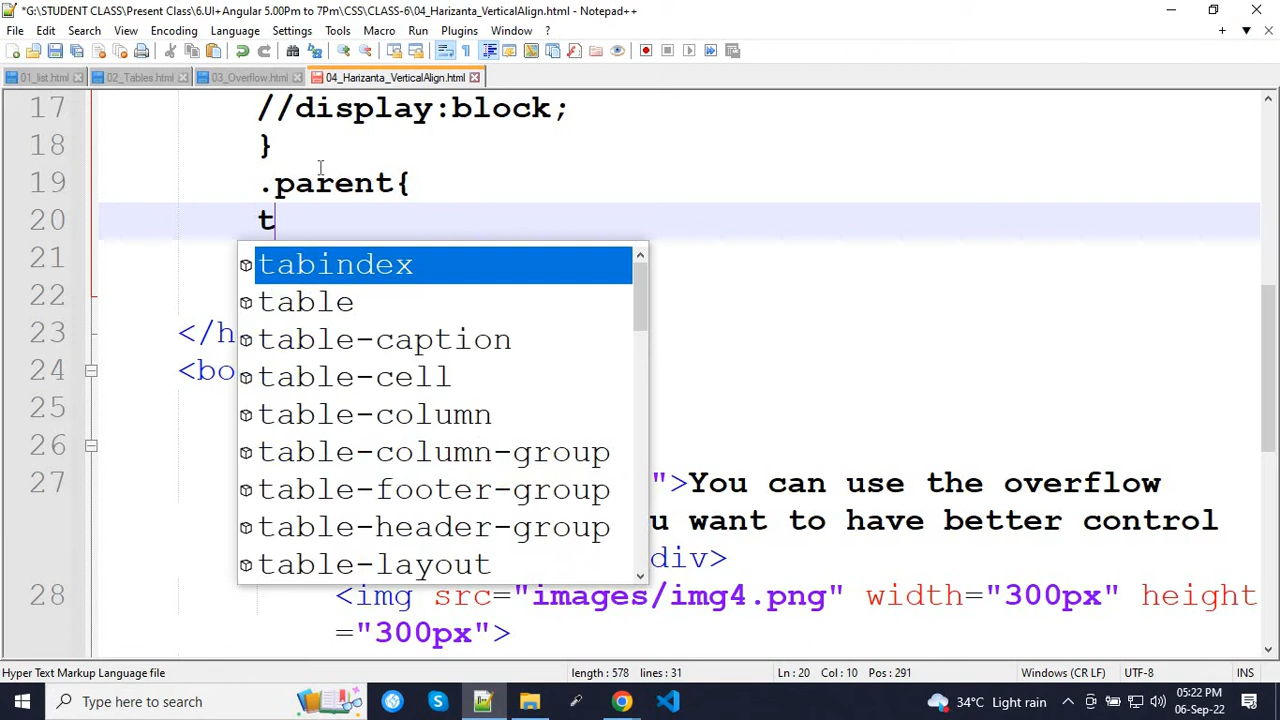 *G:\STUDENT CLASS\Present Class\6.UI+Angular 5.00Pm to 7Pm\CSS\CLASS-6\04_Harizanta_VerticalAlign.html - Notepad++
File Edit Search View Encoding Language Settings Tools Macro Run Plugins Window ? + ▼ ×
01_list.html 02_Tables.html 03_Overflow.html 04_Harizanta_VerticalAlign.html
17 //display:block;
18 }
19 .parent{
20 t
21
22
23 </h
24 <bo
25
26
27 ">You can use the overflow
u want to have better control
div>
28 <img src="images/img4.png" width="300px" height
="300px">
tabindex
table
table-caption
table-cell
table-column
table-column-group
table-footer-group
table-header-group
table-layout
Hyper Text Markup Language file length : 578 lines : 31 Ln : 20 Col : 10 Pos : 291 Windows (CR LF) UTF-8 INS
Type here to search 34°C Light rain 05:22 PM
06-Sep-22